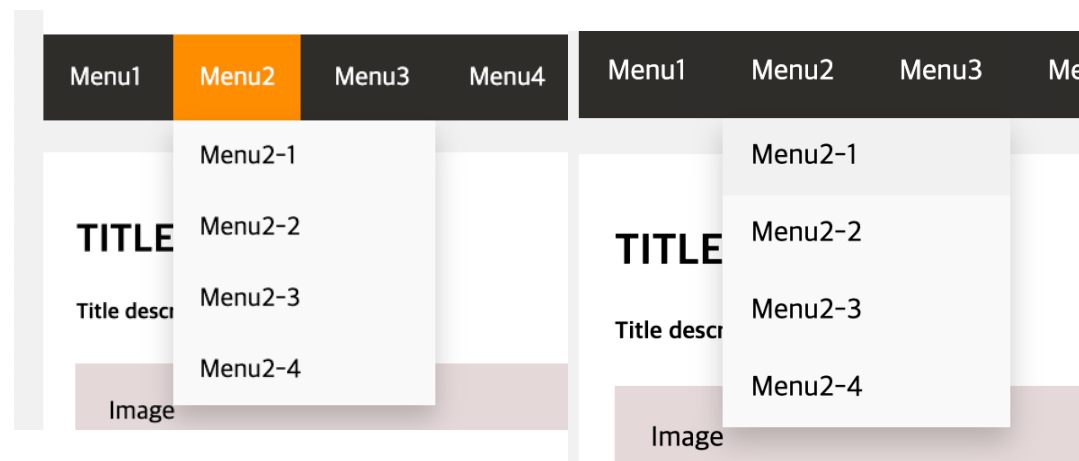 Menu1 Menu2 Menu3 Menu4
Menu2-1
Menu2-2
Menu2-3
Menu2-4
TITLE
Title descr
Image
Menu1 Menu2 Menu3 Me
Menu2-1
Menu2-2
Menu2-3
Menu2-4
TITLE
Title descr
Image